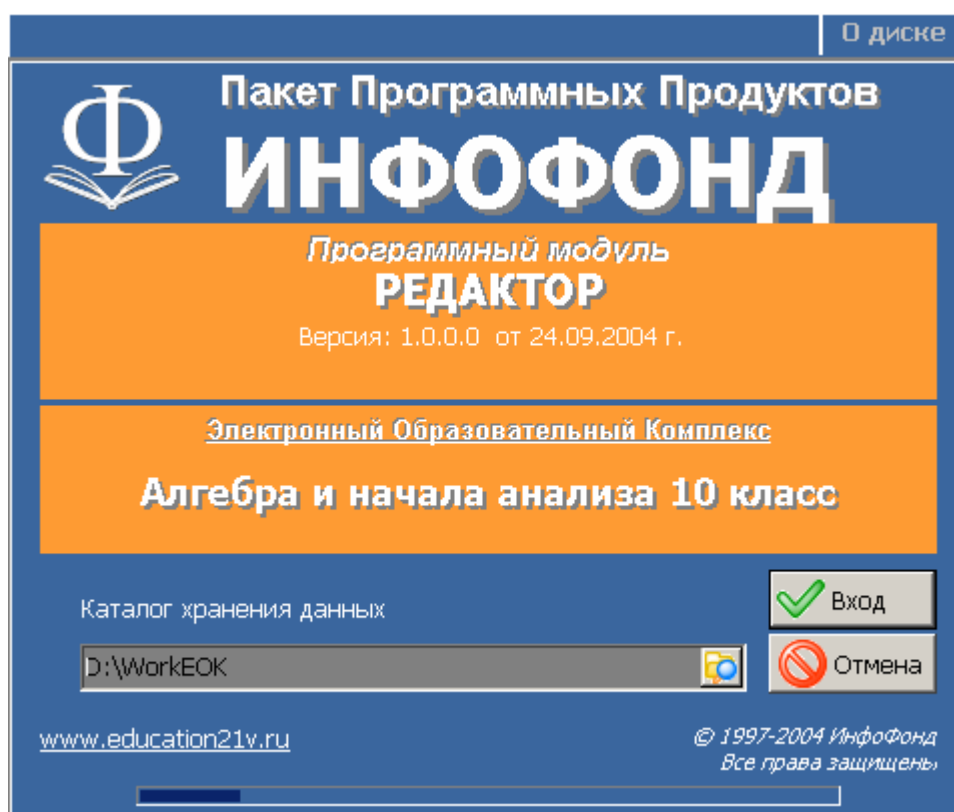 О диске
Пакет Программных Продуктов
ИНФОФОНД
Программный модуль
РЕДАКТОР
Версия: 1.0.0.0 от 24.09.2004 г.
Электронный Образовательный Комплекс
Алгебра и начала анализа 10 класс
Каталог хранения данных
Вход
D:\WorkEOK
Отмена
www.education21v.ru
© 1997-2004 ИнфоФонд
Все права защищены